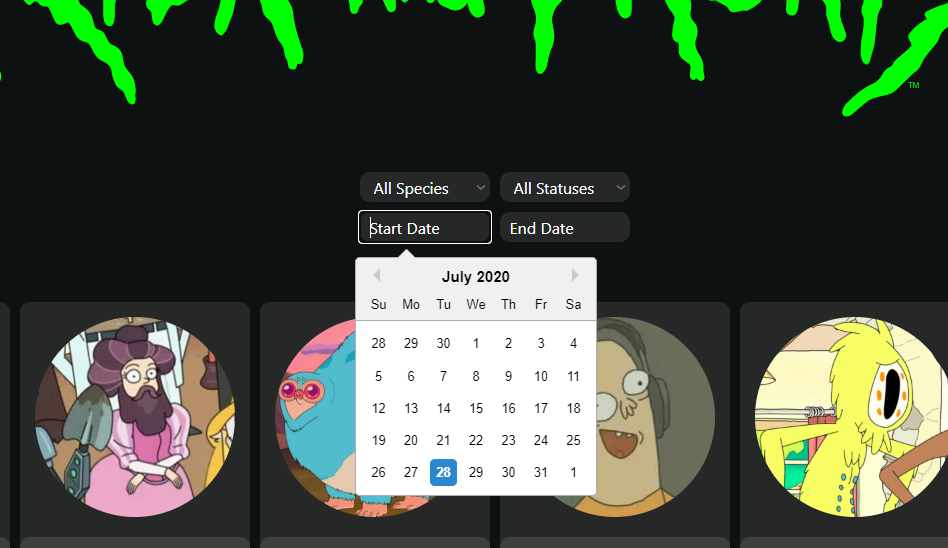 TM
All Species All Statuses
Start Date End Date
July 2020
Su Mo Tu We Th Fr Sa
28 29 30 1 2 3 4
5 6 7 8 9 10 11
12 13 14 15 16 17 18
19 20 21 22 23 24 25
26 27 28 29 30 31 1